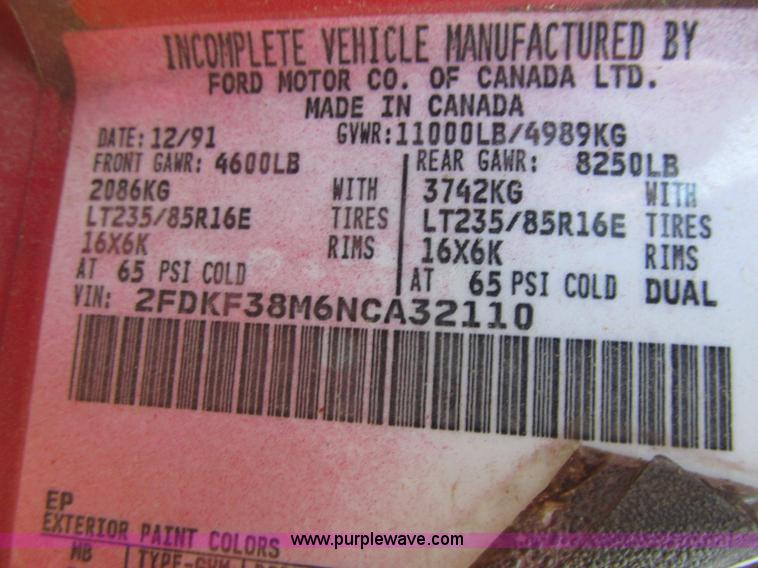 INCOMPLETE VEHICLE MANUFACTURED BY
FORD MOTOR CO. OF CANADA LTD.
MADE IN CANADA
DATE: 12/91 GVWR: 11000LB/4989KG
FRONT GAWR: 4600LB REAR GAWR: 8250LB
2086KG WITH 3742KG WITH
LT235/85R16E TIRES LT235/85R16E TIRES
16X6K RIMS 16X6K RIMS
AT 65 PSI COLD AT 65 PSI COLD DUAL
VIN: 2FDKF38M6NCA32110
EP
EXTERIOR PAINT COLORS
www.purplewave.com
WB TYPE-GVW